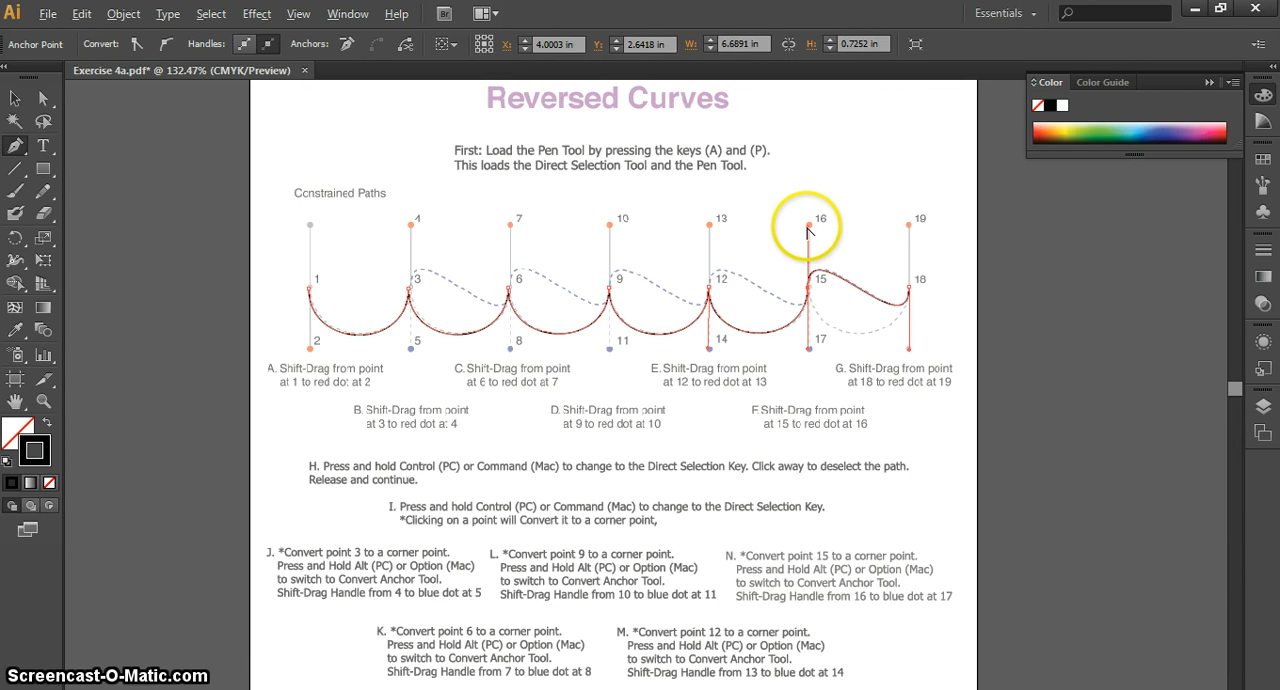 Ai File Edit Object Type Select Effect View Window Help Br Essentials
Anchor Point Convert: Handles: Anchors: X: 4.0003 in Y: 2.6418 in W: 6.6891 in H: 0.7252 in
Exercise 4a.pdf* @ 132.47% (CMYK/Preview) ×
Color Color Guide
Reversed Curves
First: Load the Pen Tool by pressing the keys (A) and (P).
This loads the Direct Selection Tool and the Pen Tool.
Constrained Paths
4 7 10 13 16 19
1 3 6 9 12 15 18
2 5 8 11 14 17
A. Shift-Drag from point
at 1 to red dot at 2
C. Shift-Drag from point
at 6 to red dot at 7
E. Shift-Drag from point
at 12 to red dot at 13
G. Shift-Drag from point
at 18 to red dot at 19
B. Shift-Drag from point
at 3 to red dot at 4
D. Shift-Drag from point
at 9 to red dot at 10
F. Shift-Drag from point
at 15 to red dot at 16
H. Press and hold Control (PC) or Command (Mac) to change to the Direct Selection Key. Click away to deselect the path.
Release and continue.
I. Press and hold Control (PC) or Command (Mac) to change to the Direct Selection Key.
*Clicking on a point will Convert it to a corner point,
J. *Convert point 3 to a corner point.
Press and Hold Alt (PC) or Option (Mac)
to switch to Convert Anchor Tool.
Shift-Drag Handle from 4 to blue dot at 5
L. *Convert point 9 to a corner point.
Press and Hold Alt (PC) or Option (Mac)
to switch to Convert Anchor Tool.
Shift-Drag Handle from 10 to blue dot at 11
N. *Convert point 15 to a corner point.
Press and Hold Alt (PC) or Option (Mac)
to switch to Convert Anchor Tool.
Shift-Drag Handle from 16 to blue dot at 17
K. *Convert point 6 to a corner point.
Press and Hold Alt (PC) or Option (Mac)
to switch to Convert Anchor Tool.
Shift-Drag Handle from 7 to blue dot at 8
M. *Convert point 12 to a corner point.
Press and Hold Alt (PC) or Option (Mac)
to switch to Convert Anchor Tool.
Shift-Drag Handle from 13 to blue dot at 14
Screencast-O-Matic.com